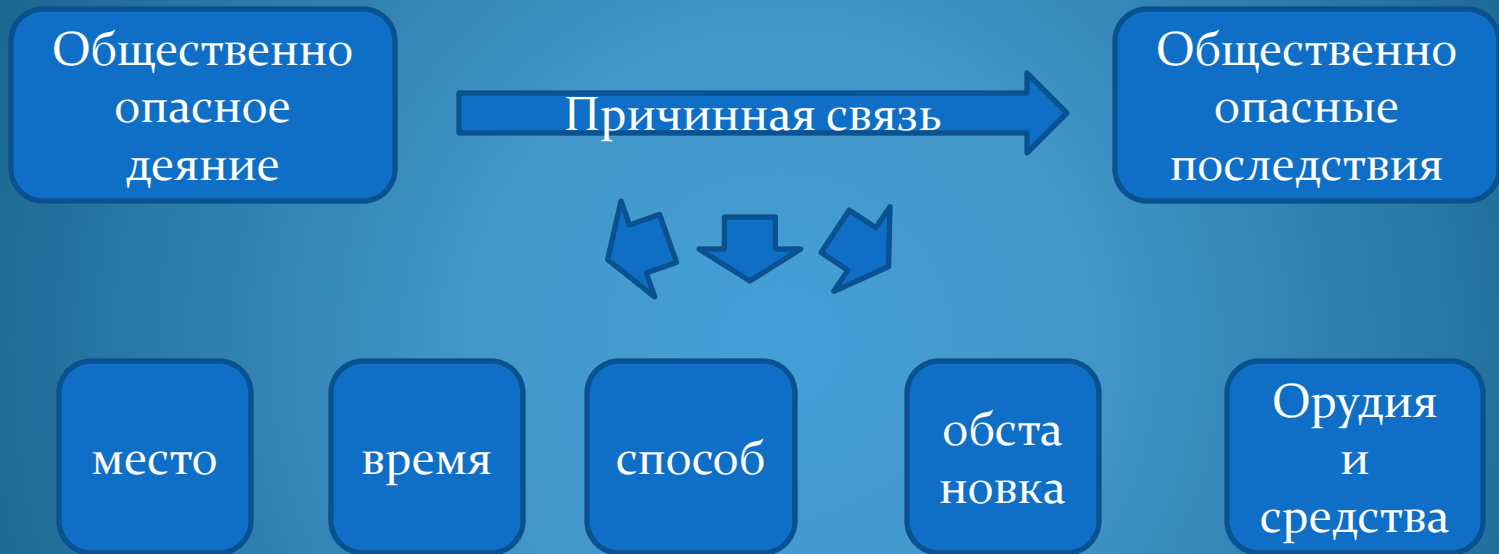 Общественно
опасное
деяние
Причинная связь
Общественно
опасные
последствия
место
время
способ
обста
новка
Орудия
и
средства